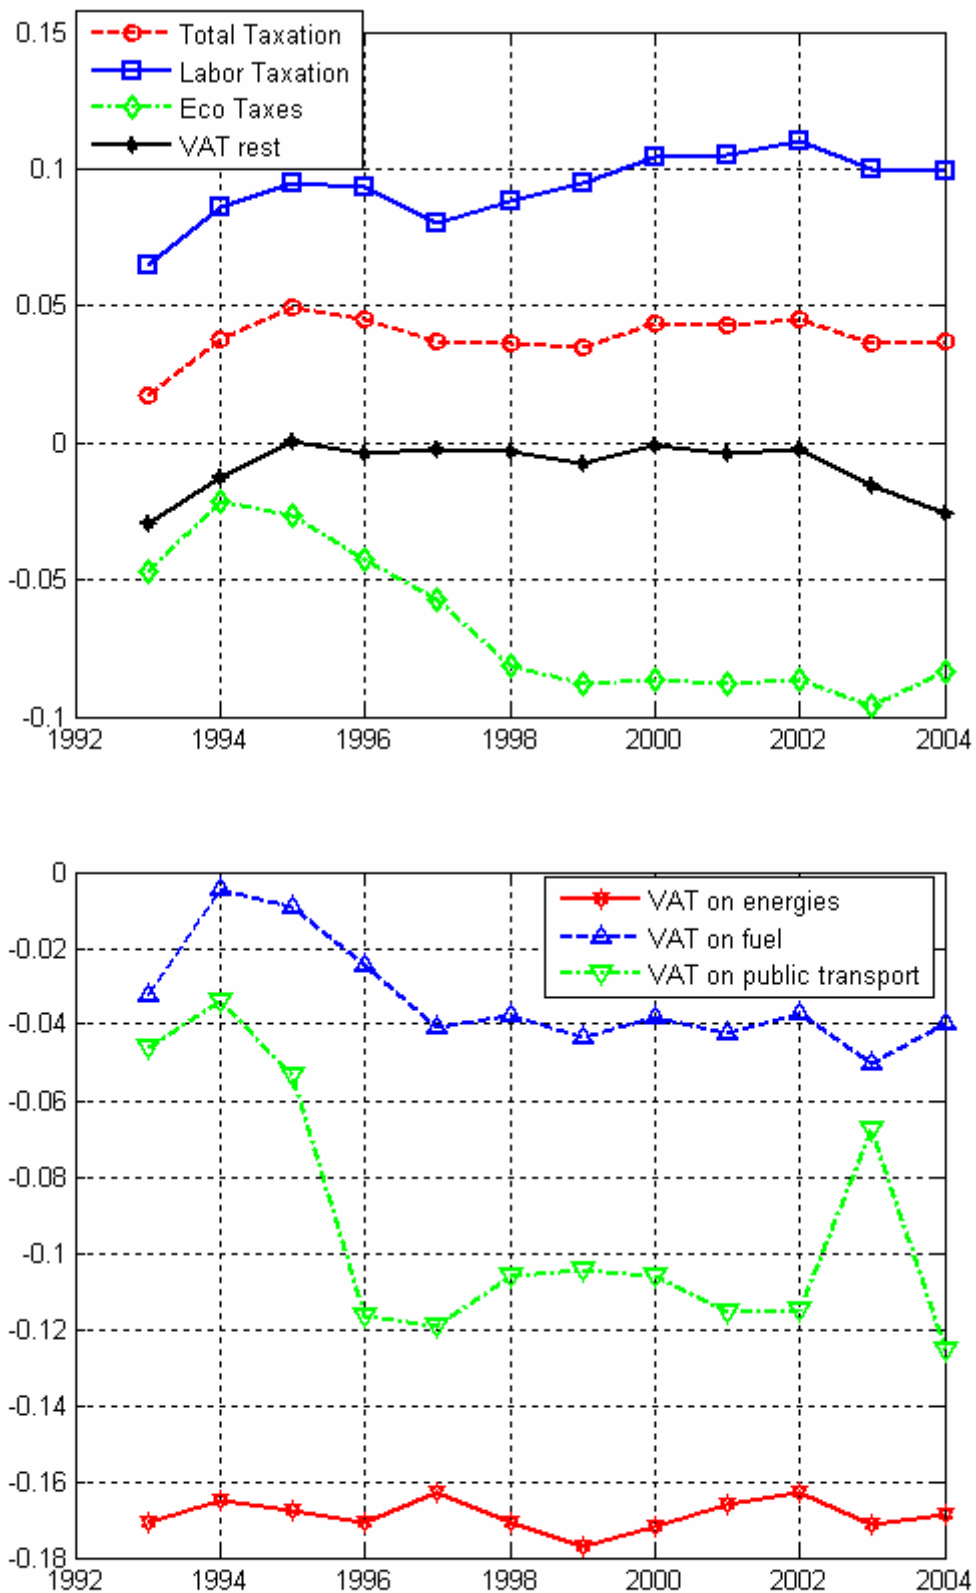 0.15
Total Taxation
Labor Taxation
Eco Taxes
VAT rest
0.1
0.05
0
-0.05
-0.1
1992 1994 1996 1998 2000 2002 2004
0
VAT on energies
VAT on fuel
VAT on public transport
-0.02
-0.04
-0.06
-0.08
-0.1
-0.12
-0.14
-0.16
-0.18
1992 1994 1996 1998 2000 2002 2004